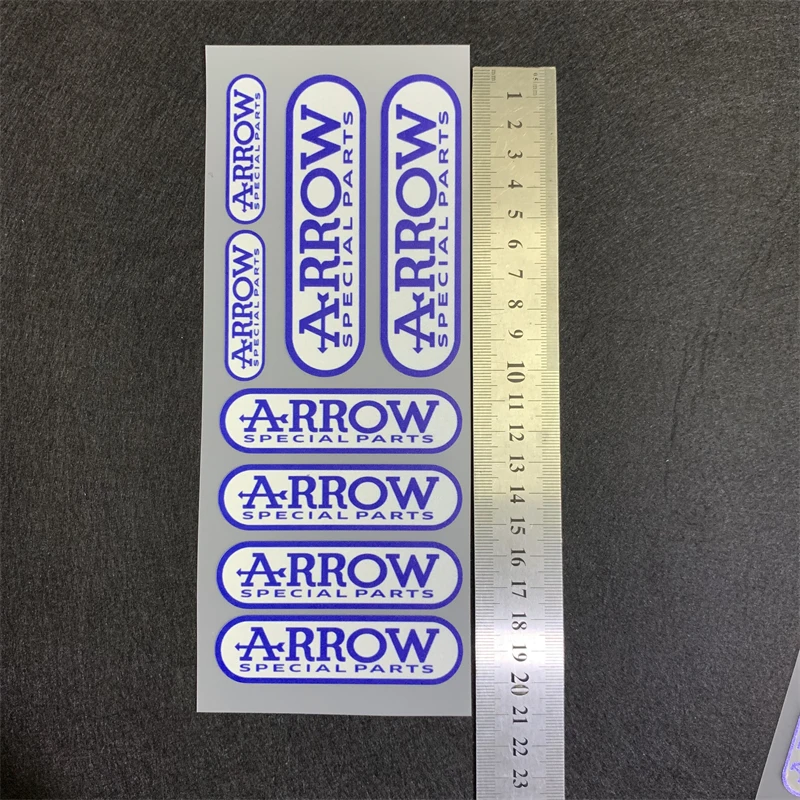 ARROW
SPECIAL PARTS
ARROW
SPECIAL PARTS
ARROW
SPECIAL PARTS
ARROW
SPECIAL PARTS
ARROW
SPECIAL PARTS
ARROW
SPECIAL PARTS
ARROW
SPECIAL PARTS
ARROW
SPECIAL PARTS
1
2
3
4
5
6
7
8
9
10
11
12
13
14
15
16
17
18
19
20
21
22
23